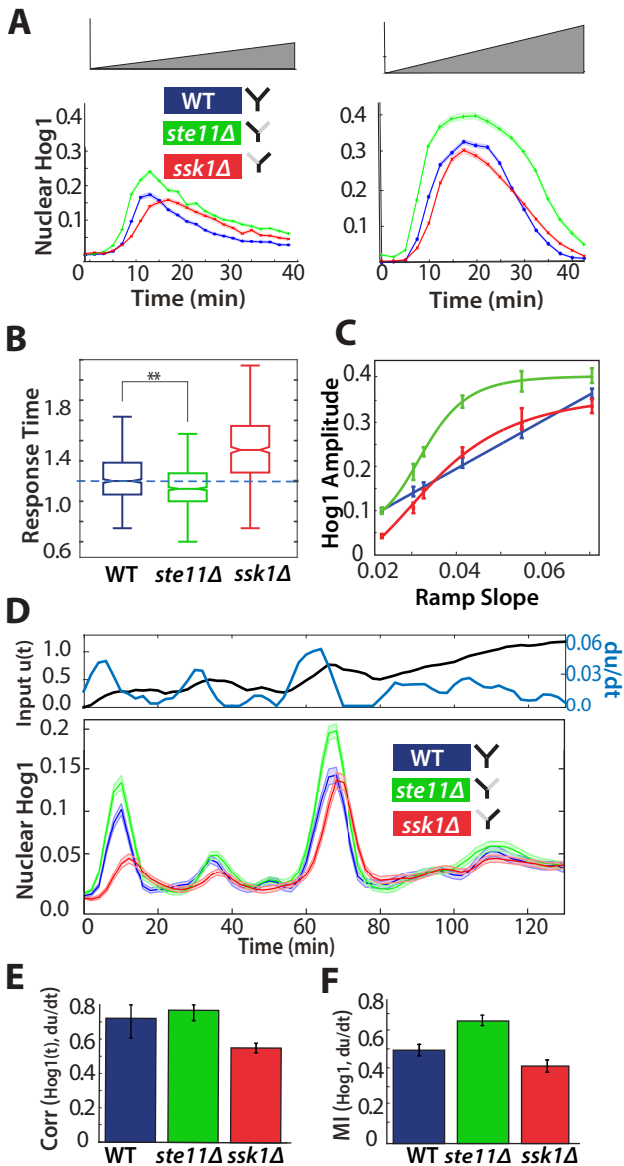 A
Nuclear Hog1
0.4
0.3
0.2
0.1
WT
ste11Δ
ssk1Δ
0 10 20 30 40
Time (min)
0.4
0.3
0.2
0.1
0 10 20 30 40
Time (min)
B
Response Time
1.8
1.4
1.0
0.6
**
WT ste11Δ ssk1Δ
C
Hog1 Amplitude
0.4
0.3
0.2
0.1
0
0.02 0.04 0.06
Ramp Slope
D
Input u(t)
1.0
0.5
0.0
0.06
0.03
0.0
du/dt
Nuclear Hog1
0.2
0.15
0.10
0.05
0.0
WT
ste11Δ
ssk1Δ
0 20 40 60 80 100 120
Time (min)
E
Corr (Hog1(t), du/dt)
0.8
0.6
0.4
0.2
0
WT ste11Δ ssk1Δ
F
MI (Hog1, du/dt)
0.8
0.6
0.4
0.2
0
WT ste11Δ ssk1Δ